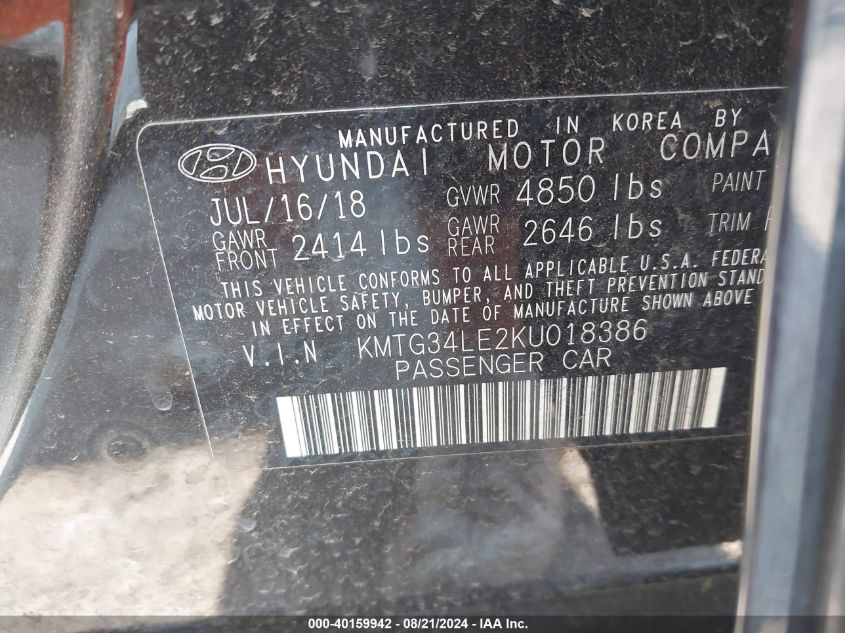 MANUFACTURED IN KOREA BY
HYUNDAI MOTOR COMPA
JUL/16/18 GVWR 4850 lbs PAINT
GAWR FRONT 2414 lbs GAWR REAR 2646 lbs TRIM
THIS VEHICLE CONFORMS TO ALL APPLICABLE U.S.A. FEDERA
MOTOR VEHICLE SAFETY, BUMPER, AND THEFT PREVENTION STAND
IN EFFECT ON THE DATE OF MANUFACTURE SHOWN ABOVE
V.I.N KMTG34LE2KU018386
PASSENGER CAR
000-40159942 - 08/21/2024 - IAA, Inc.